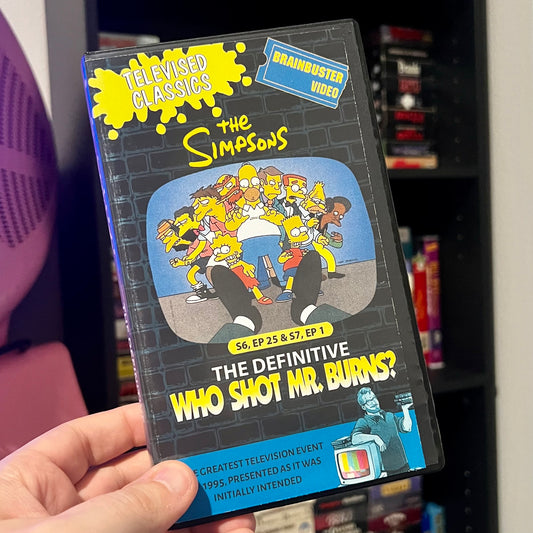 TELEVISED
CLASSICS
BRAINBUSTER
VIDEO
THE
SIMPSONS
S6, EP 25 & S7, EP 1
THE DEFINITIVE
WHO SHOT MR. BURNS?
GREATEST TELEVISION EVENT
1995, PRESENTED AS IT WAS
INITIALLY INTENDED